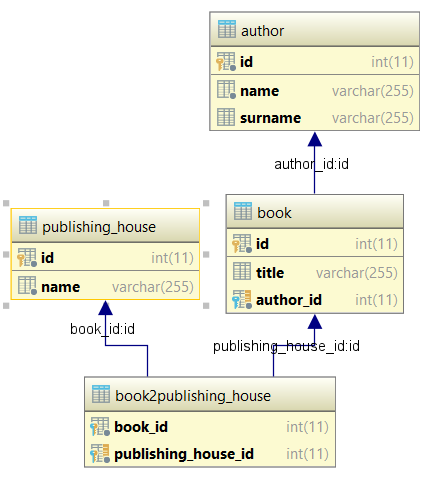 author
id int(11)
name varchar(255)
surname varchar(255)
author_id:id
book
id int(11)
title varchar(255)
author_id int(11)
publishing_house
id int(11)
name varchar(255)
book_id:id
publishing_house_id:id
book2publishing_house
book_id int(11)
publishing_house_id int(11)